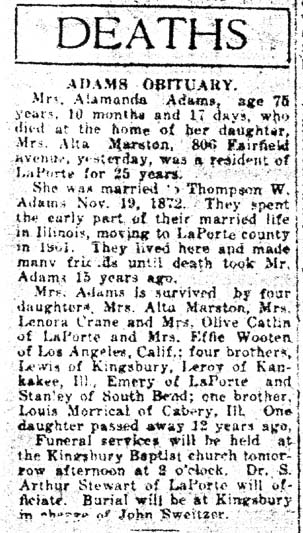 DEATHS
ADAMS OBITUARY.
Mrs. Alamanda Adams, age 75
years, 10 months and 17 days, who
died at the home of her daughter,
Mrs. Alta Marston, 806 Fairfield
avenue, yesterday, was a resident of
LaPorte for 25 years.
She was married to Thompson W.
Adams Nov. 19, 1872. They spent
the early part of their married life
in Illinois, moving to LaPorte county
in 1901. They lived here and made
many friends until death took Mr.
Adams 15 years ago.
Mrs. Adams is survived by four
daughters, Mrs. Alta Marston, Mrs.
Lenora Crane and Mrs. Olive Catlin
of LaPorte and Mrs. Effie Wooten
of Los Angeles, Calif.; four brothers,
Lewis of Kingsbury, Leroy of Kan-
kakee, Ill., Emery of LaPorte and
Stanley of South Bend; one brother,
Louis Morrical of Cabery, Ill. One
daughter passed away 12 years ago.
Funeral services will be held at
the Kingsbury Baptist church tomor-
row afternoon at 2 o'clock. Dr. S.
Arthur Stewart of LaPorte will of-
ficiate. Burial will be at Kingsbury
in charge of John Sweitzer.